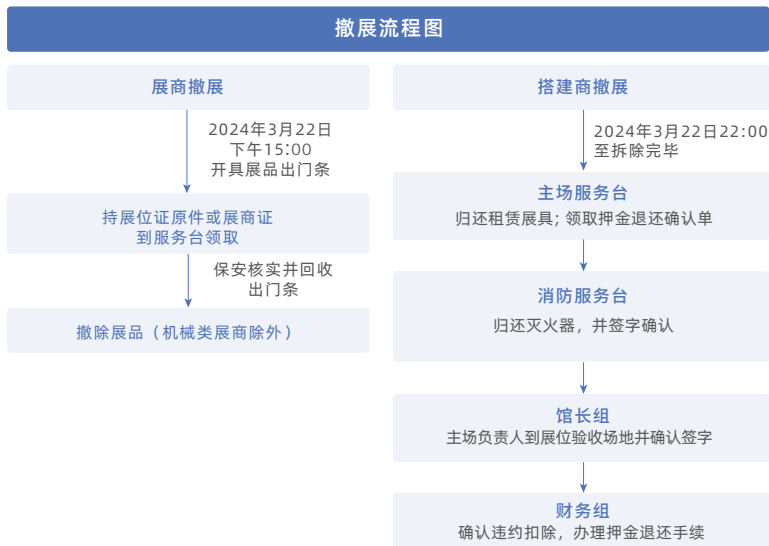 撤展流程图
展商撤展
2024年3月22日
下午15:00
开具展品出门条
持展位证原件或展商证
到服务台领取
保安核实并回收
出门条
撤除展品（机械类展商除外）
搭建商撤展
2024年3月22日22:00
至拆除完毕
主场服务台
归还租赁展具; 领取押金退还确认单
消防服务台
归还灭火器，并签字确认
馆长组
主场负责人到展位验收场地并确认签字
财务组
确认违约扣除，办理押金退还手续